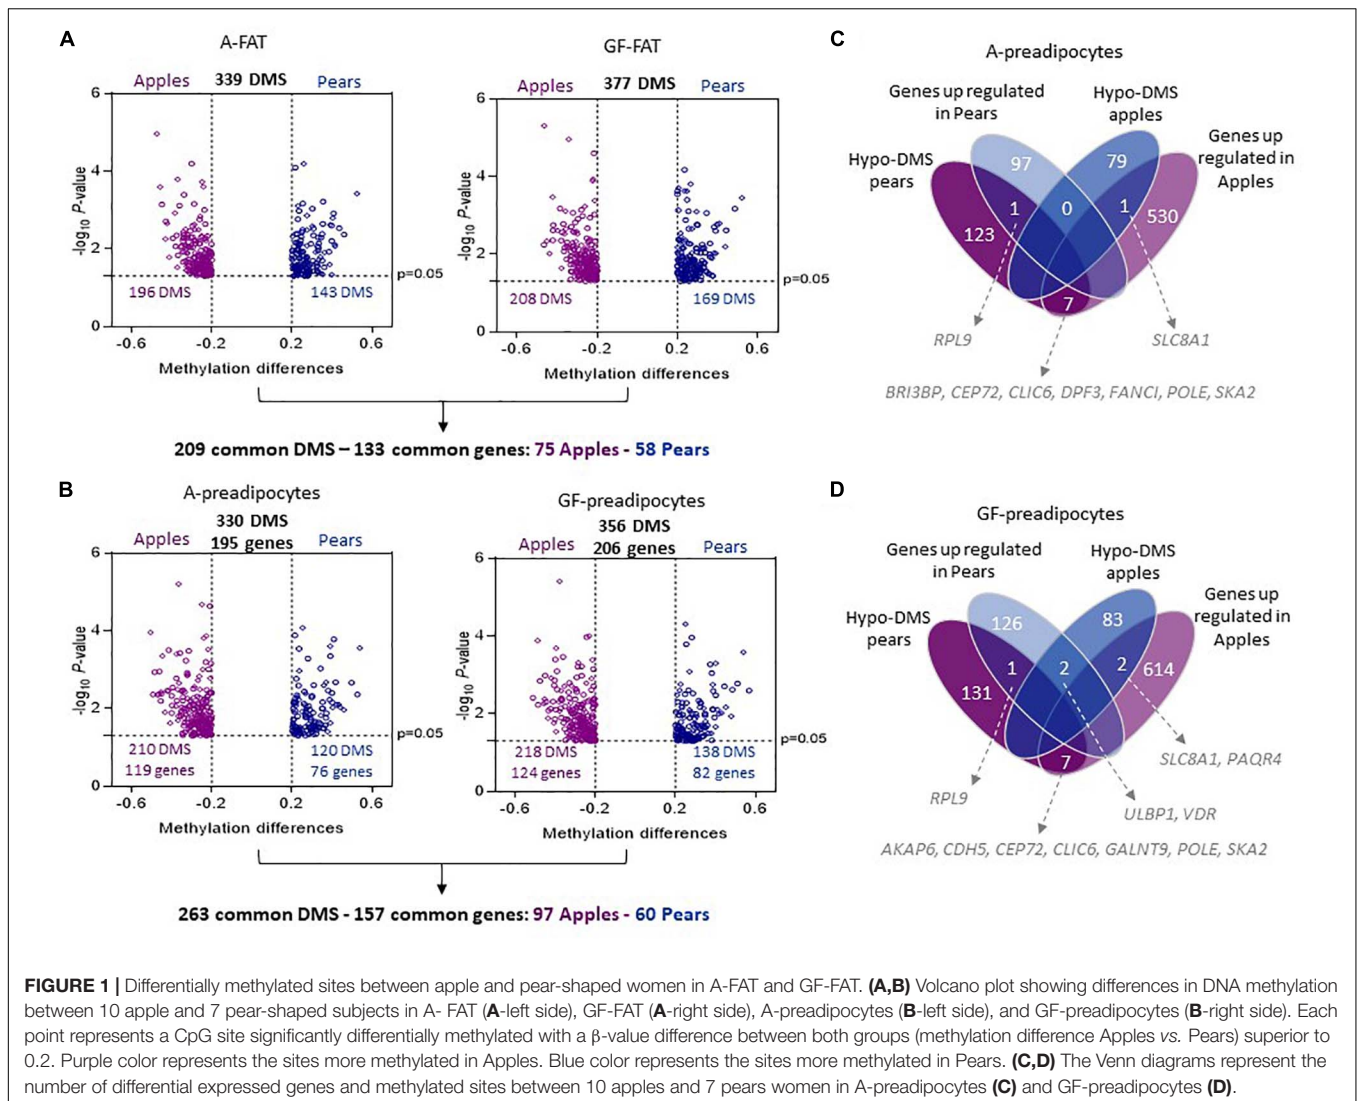 A
A-FAT
Apples
339 DMS
Pears
6
4
2
0
-log10 P-value
196 DMS
143 DMS
p=0.05
-0.6
-0.2
0.2
0.6
Methylation differences
GF-FAT
Apples
377 DMS
Pears
6
4
2
0
-log10 P-value
208 DMS
169 DMS
p=0.05
-0.6
-0.2
0.2
0.6
Methylation differences
209 common DMS – 133 common genes: 75 Apples - 58 Pears
B
A-preadipocytes
330 DMS
195 genes
Apples
Pears
6
4
2
0
-log10 P-value
210 DMS
119 genes
120 DMS
76 genes
p=0.05
-0.6
-0.2
0.2
0.6
Methylation differences
GF-preadipocytes
356 DMS
206 genes
Apples
Pears
6
4
2
0
-log10 P-value
218 DMS
124 genes
138 DMS
82 genes
p=0.05
-0.6
-0.2
0.2
0.6
Methylation differences
263 common DMS - 157 common genes: 97 Apples - 60 Pears
C
A-preadipocytes
Genes up regulated
in Pears
Hypo-DMS
apples
Hypo-DMS
pears
Genes up
regulated in
Apples
97
79
123
1
0
1
530
7
RPL9
SLC8A1
BRI3BP, CEP72, CLIC6, DPF3, FANCI, POLE, SKA2
D
GF-preadipocytes
Genes up regulated
in Pears
Hypo-DMS
apples
Hypo-DMS
pears
Genes up
regulated in
Apples
126
83
131
1
2
2
614
7
SLC8A1, PAQR4
RPL9
ULBP1, VDR
AKAP6, CDH5, CEP72, CLIC6, GALNT9, POLE, SKA2
FIGURE 1 | Differentially methylated sites between apple and pear-shaped women in A-FAT and GF-FAT. (A,B) Volcano plot showing differences in DNA methylation
between 10 apple and 7 pear-shaped subjects in A- FAT (A-left side), GF-FAT (A-right side), A-preadipocytes (B-left side), and GF-preadipocytes (B-right side). Each
point represents a CpG site significantly differentially methylated with a β-value difference between both groups (methylation difference Apples vs. Pears) superior to
0.2. Purple color represents the sites more methylated in Apples. Blue color represents the sites more methylated in Pears. (C,D) The Venn diagrams represent the
number of differential expressed genes and methylated sites between 10 apples and 7 pears women in A-preadipocytes (C) and GF-preadipocytes (D).